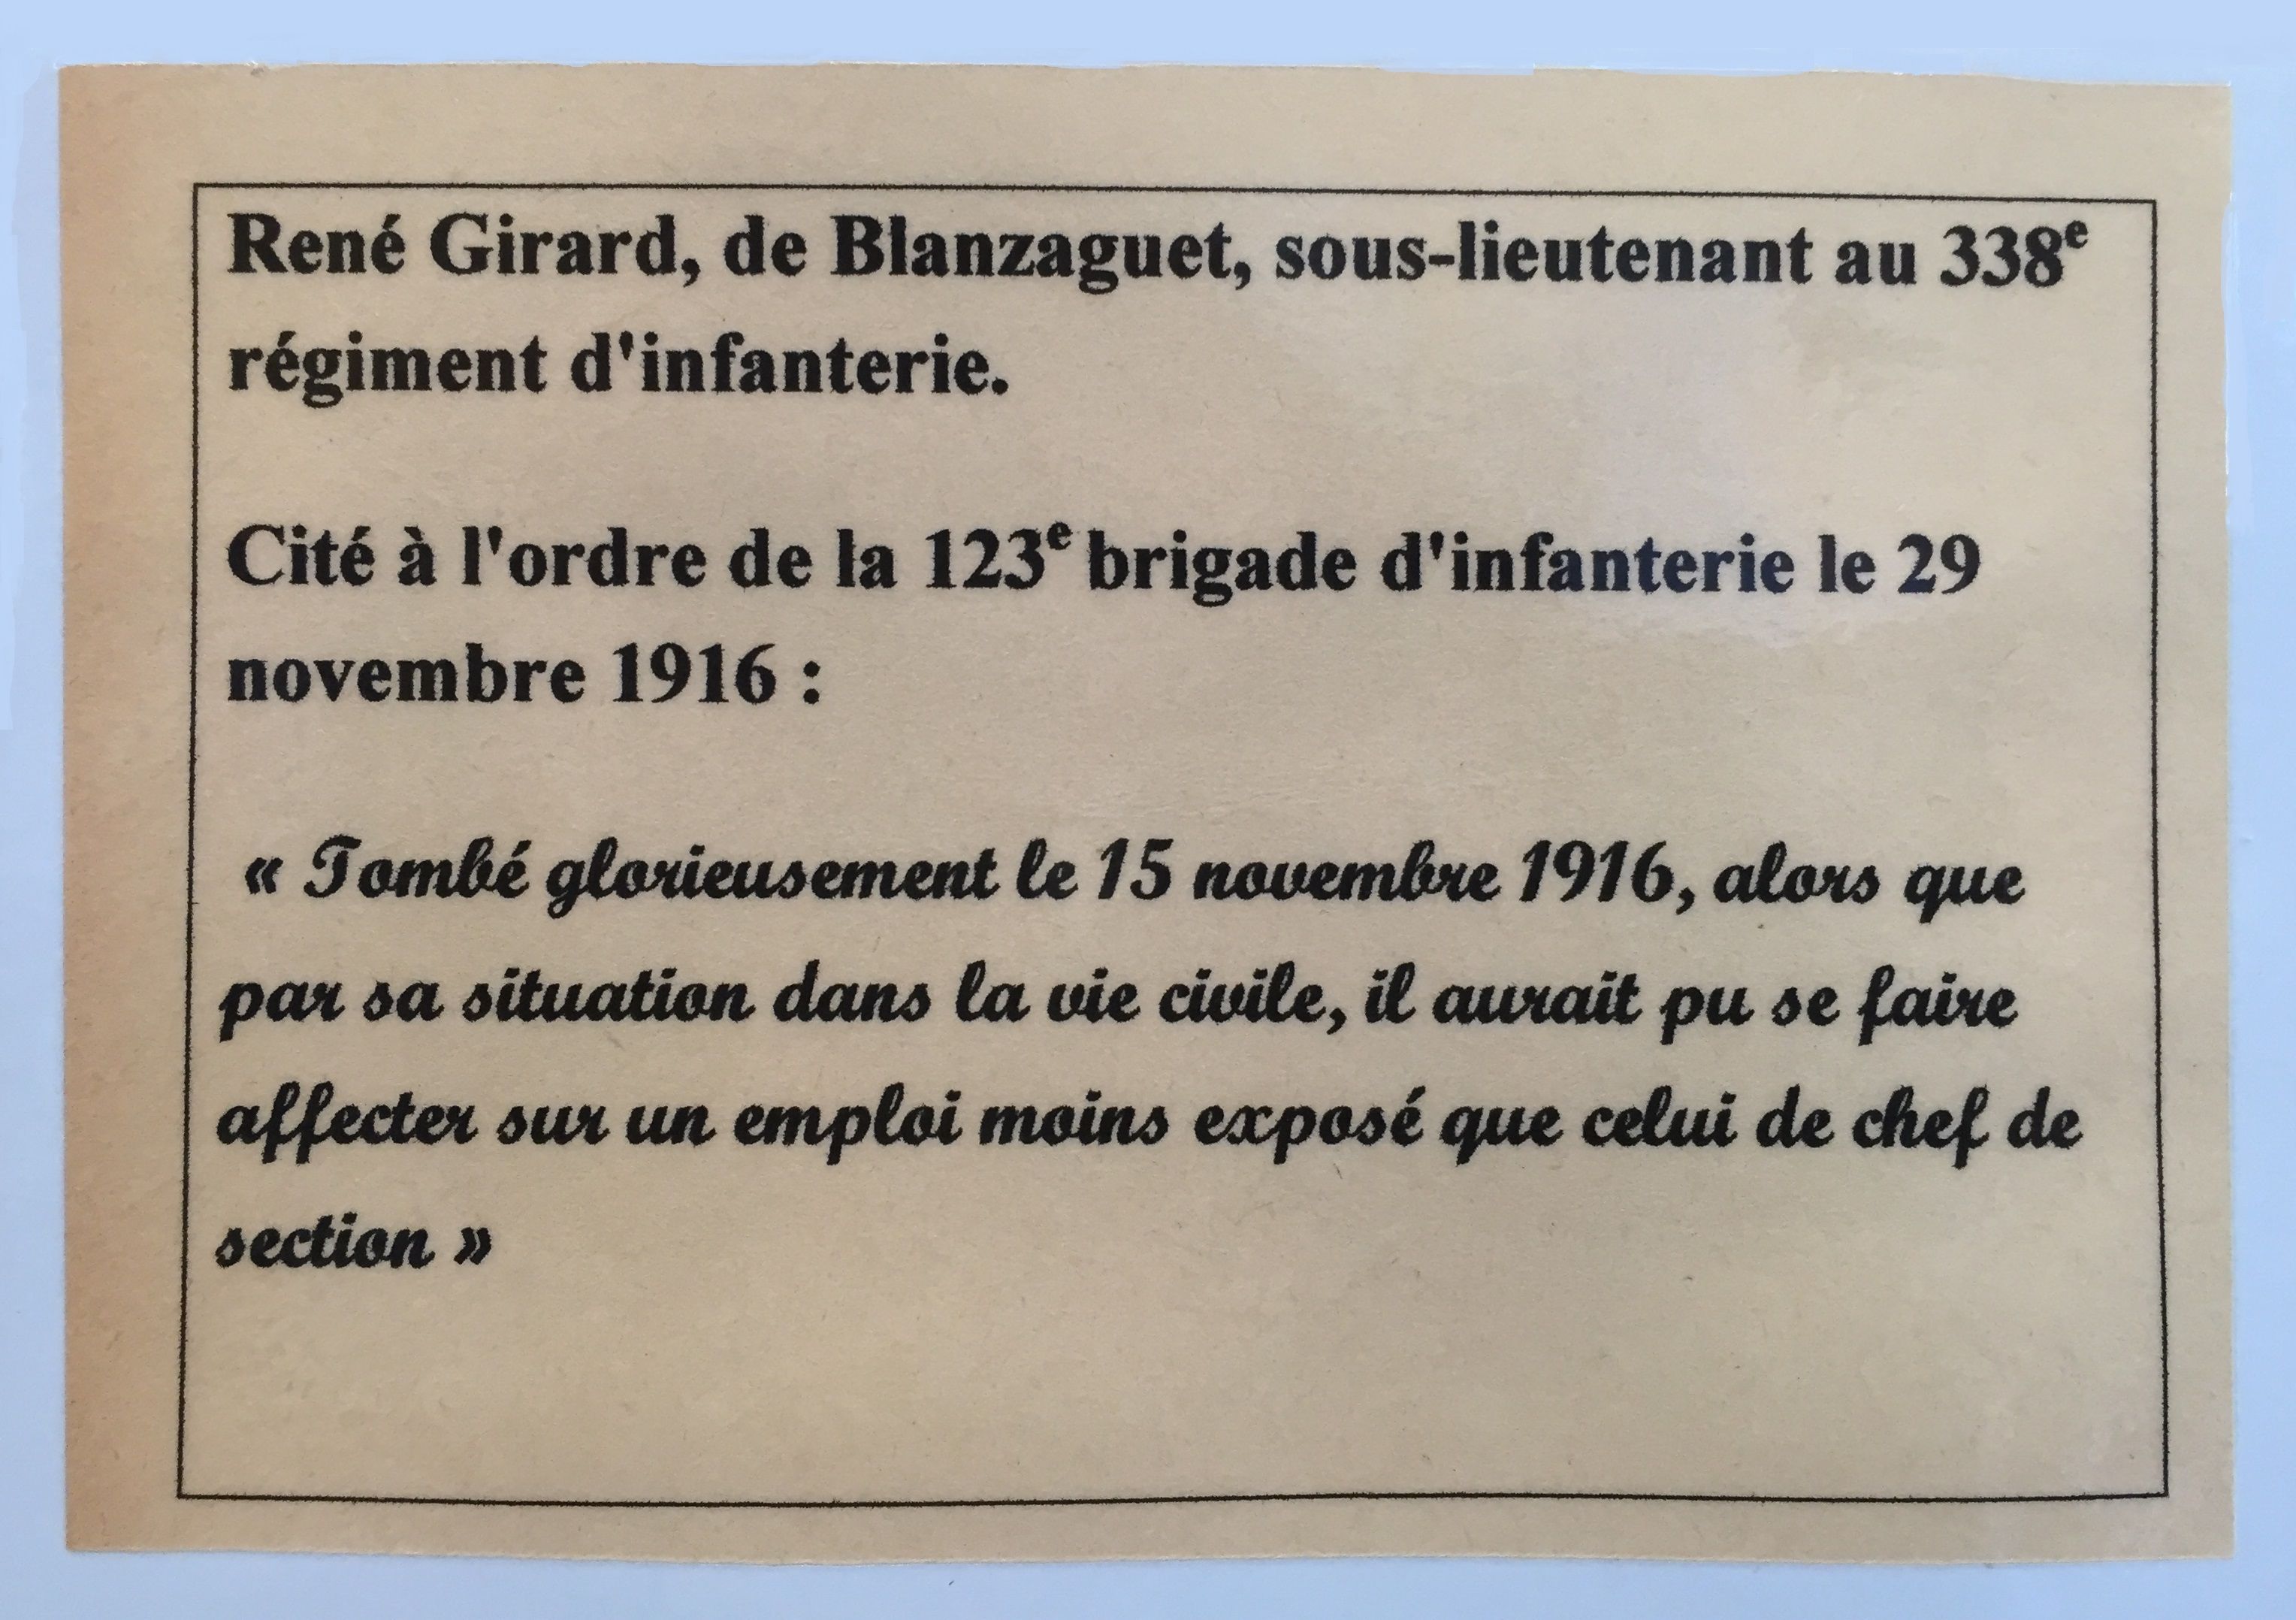 René Girard, de Blanzaguet, sous-lieutenant au 338e
régiment d'infanterie.
Cité à l'ordre de la 123e brigade d'infanterie le 29
novembre 1916 :
« Tombé glorieusement le 15 novembre 1916, alors que
par sa situation dans la vie civile, il aurait pu se faire
affecter sur un emploi moins exposé que celui de chef de
section »